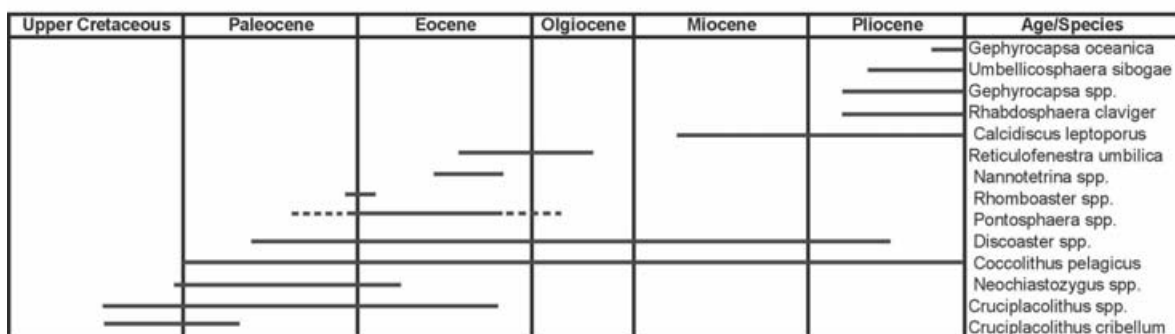 Upper Cretaceous Paleocene Eocene Olgiocene Miocene Pliocene Age/Species
Gephyrocapsa oceanica
Umbellicosphaera sibogae
Gephyrocapsa spp.
Rhabdosphaera claviger
Calcidiscus leptoporus
Reticulofenestra umbilica
Nannotetrina spp.
Rhomboaster spp.
Pontosphaera spp.
Discoaster spp.
Coccolithus pelagicus
Neochiastozygus spp.
Cruciplacolithus spp.
Cruciplacolithus cribellum